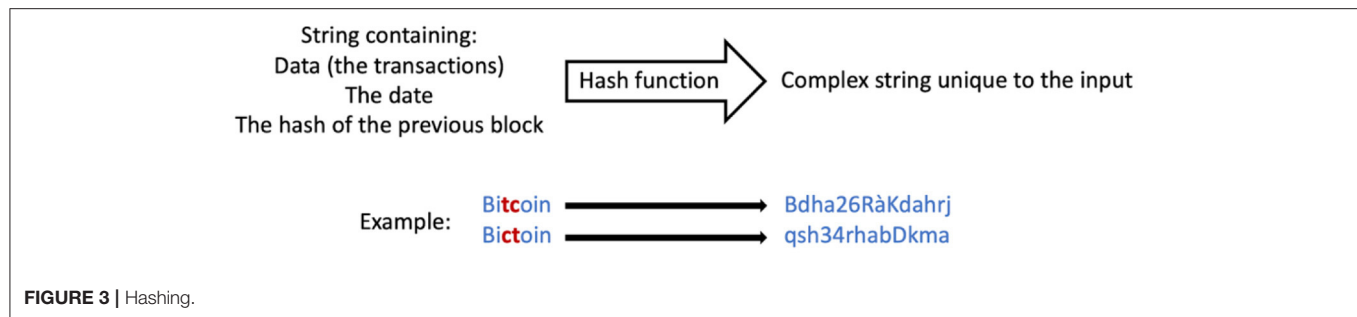 String containing:
Data (the transactions)
The date
The hash of the previous block
Hash function
Complex string unique to the input
Example:
Bitcoin
Bdha26RàKdahrj
Bictoin
qsh34rhabDkma
FIGURE 3 | Hashing.